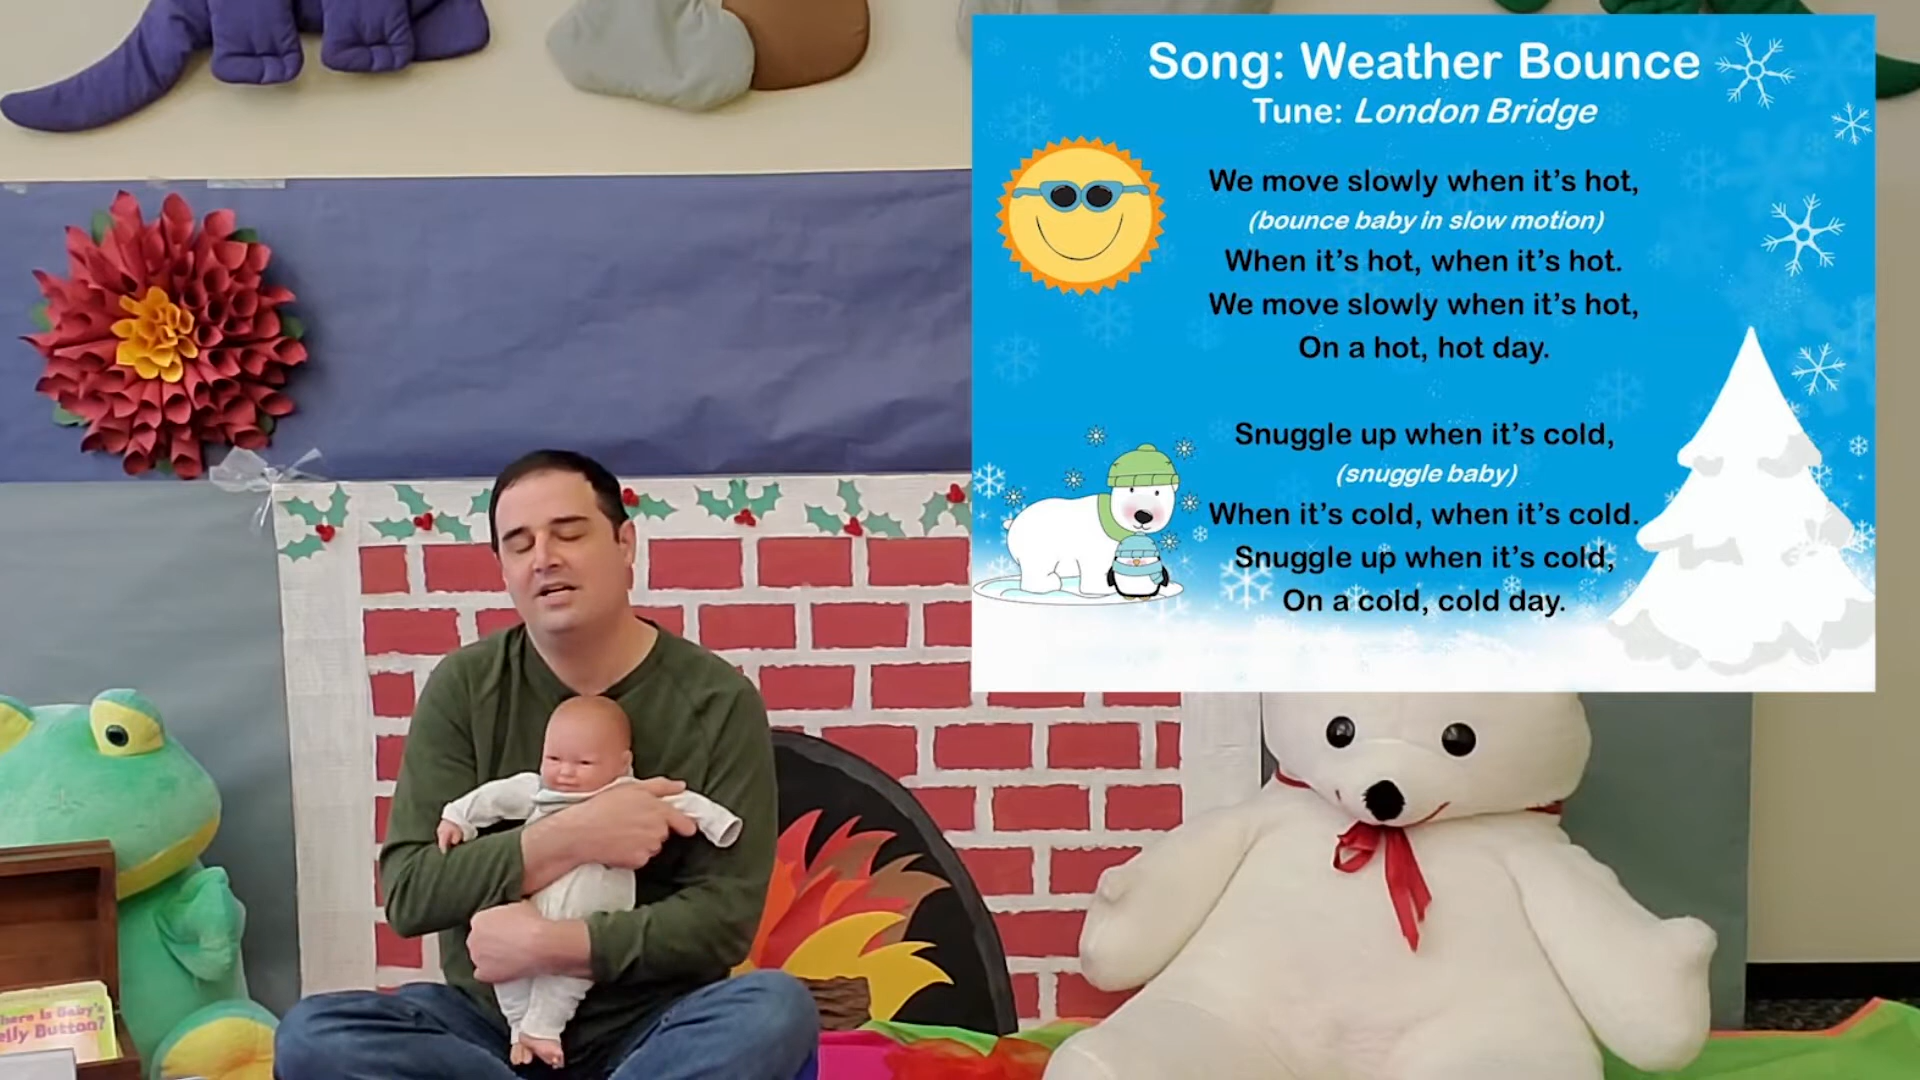 Song: Weather Bounce
Tune: London Bridge
We move slowly when it's hot,
(bounce baby in slow motion)
When it's hot, when it's hot.
We move slowly when it's hot,
On a hot, hot day.
Snuggle up when it's cold,
(snuggle baby)
When it's cold, when it's cold.
Snuggle up when it's cold,
On a cold, cold day.
here Is Baby's
elly Button?